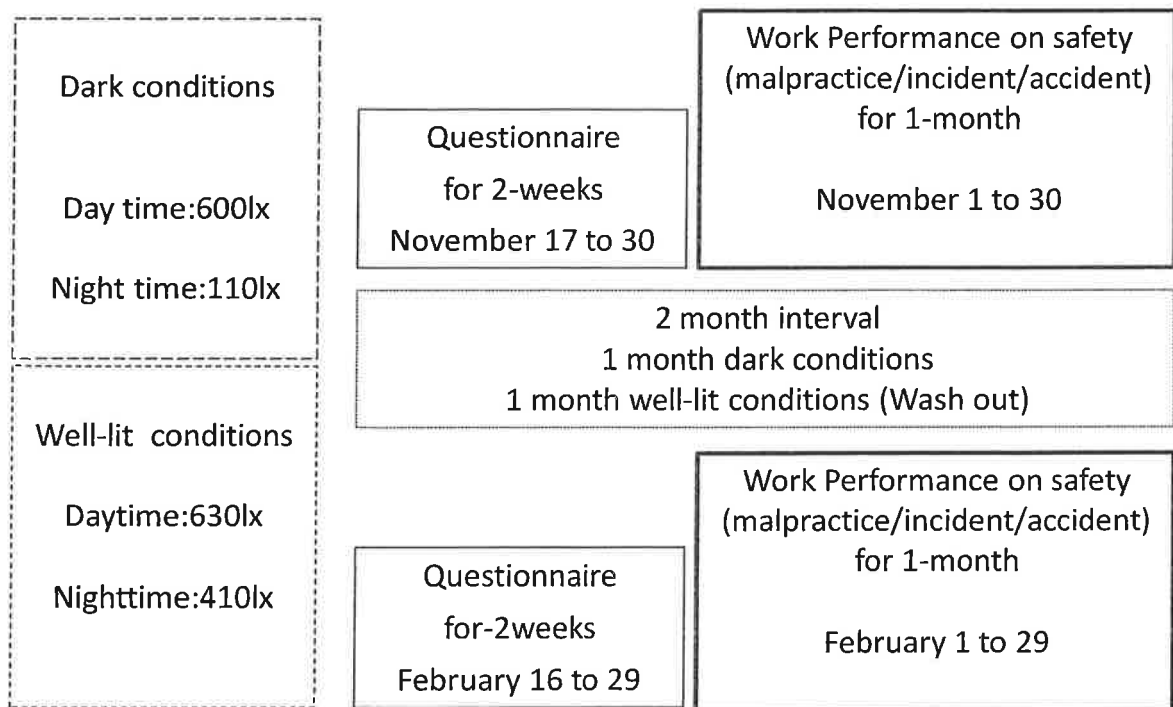 Dark conditions
Day time:600lx
Night time:110lx
Questionnaire
for 2-weeks
November 17 to 30
Work Performance on safety
(malpractice/incident/accident)
for 1-month
November 1 to 30
2 month interval
1 month dark conditions
1 month well-lit conditions (Wash out)
Well-lit conditions
Daytime:630lx
Nighttime:410lx
Questionnaire
for-2weeks
February 16 to 29
Work Performance on safety
(malpractice/incident/accident)
for 1-month
February 1 to 29